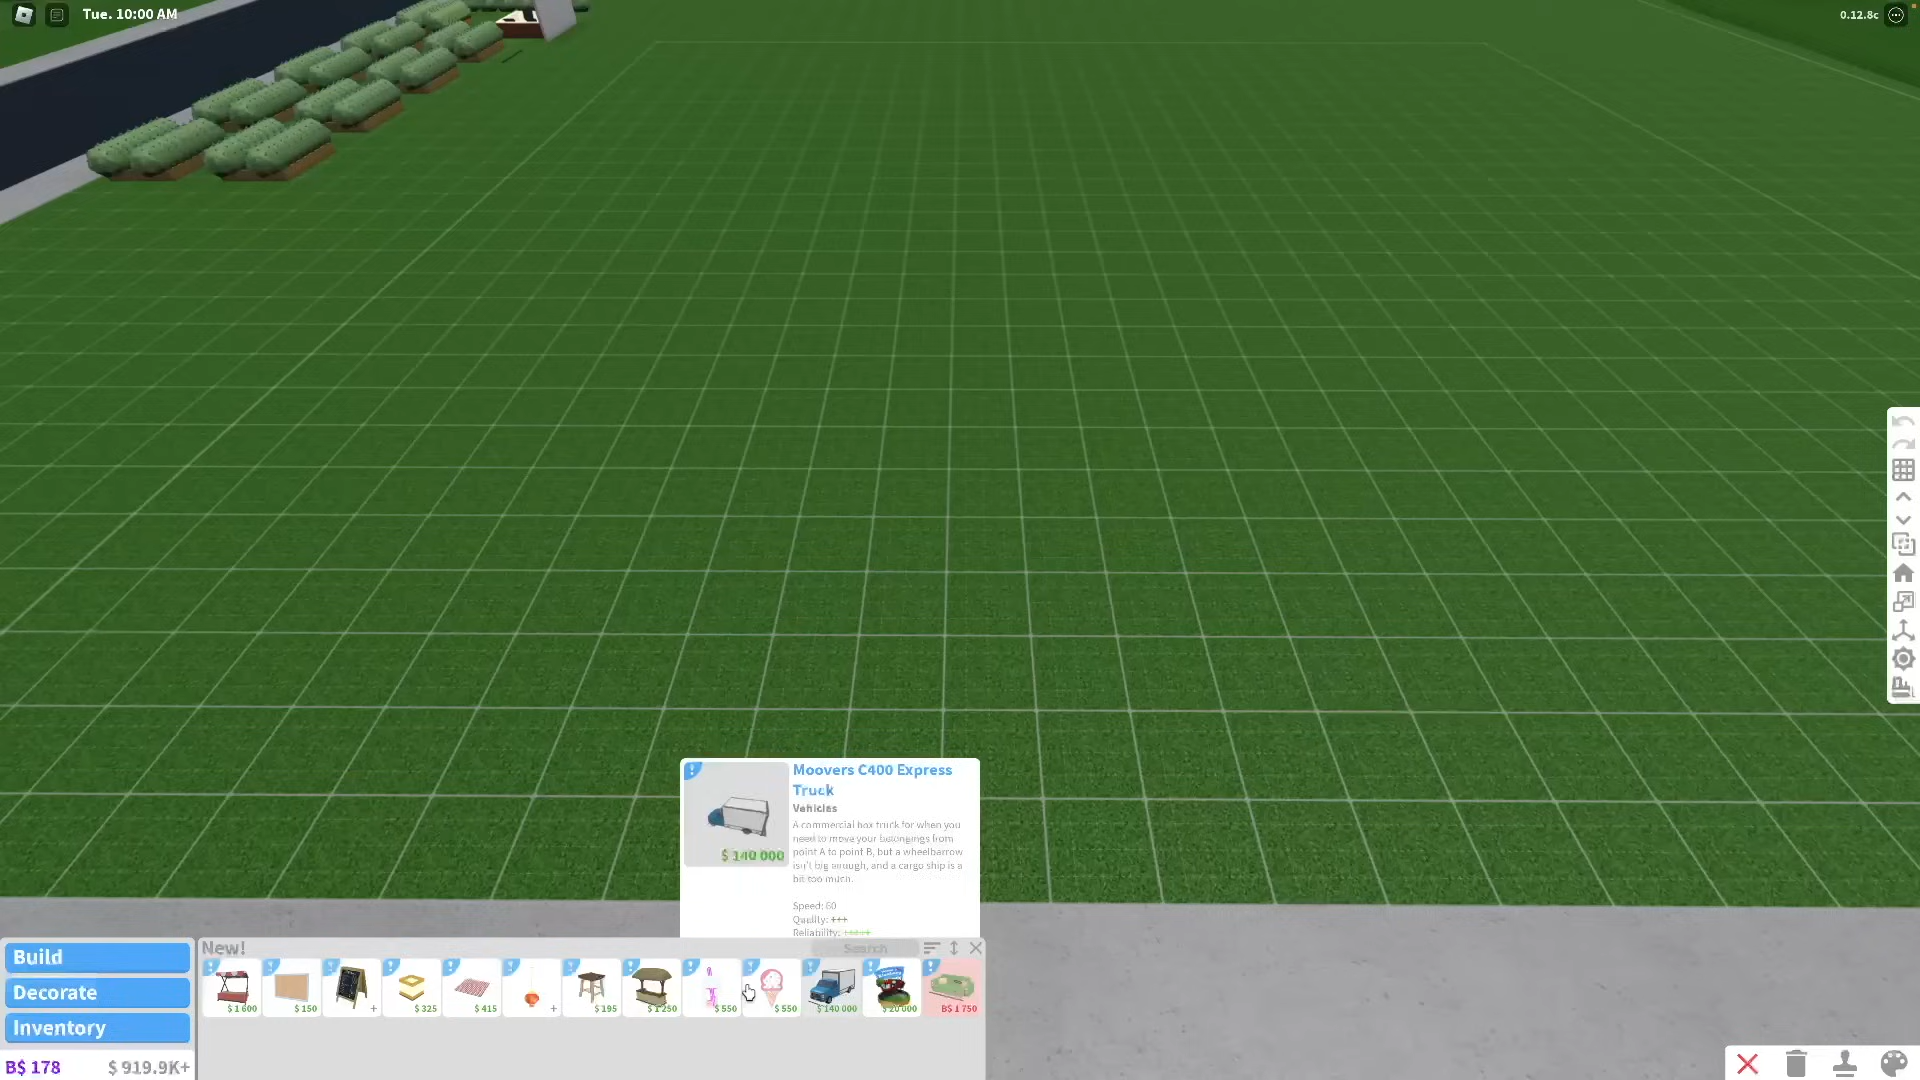 Tue. 10:00 AM
0.12.8c
Moovers C400 Express
Truck
Vehicles
A commercial box truck for when you
need to move your belongings from
point A to point B, but a wheelbarrow
isn't big enough, and a cargo ship is a
bit too much.
Speed: 60
Quality: +++
Reliability: +++++
$ 140 000
Build
Decorate
Inventory
B$ 178
$ 919.9K+
New!
Search
$ 1 600
$ 150
+
$ 325
$ 415
+
$ 195
$ 1 250
$ 550
$ 550
$ 140 000
$ 20 000
B$ 1 750